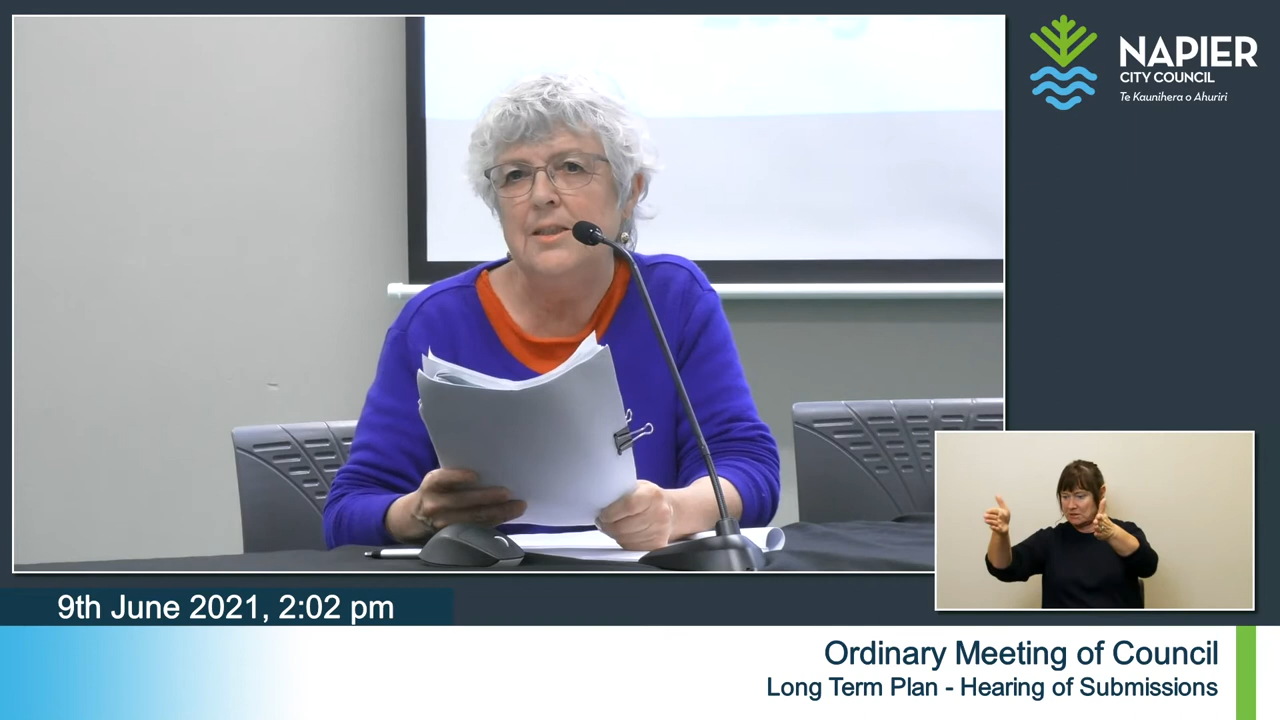 NAPIER
CITY COUNCIL
Te Kaunihera o Ahuriri
9th June 2021, 2:02 pm
Ordinary Meeting of Council
Long Term Plan - Hearing of Submissions